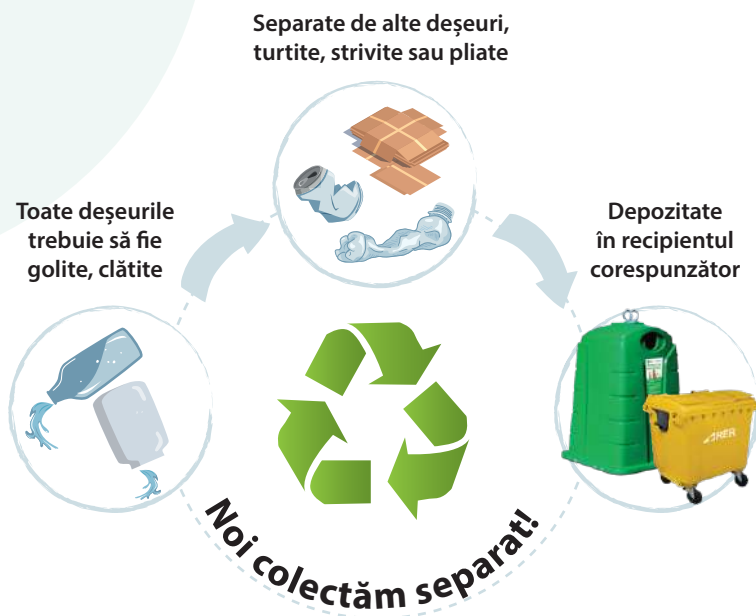 Separate de alte deșeuri,
turtite, strivite sau pliate
Toate deșeurile
trebuie să fie
golite, clătite
Depozitate
în recipientul
corespunzător
RER
Noi colectăm separat!